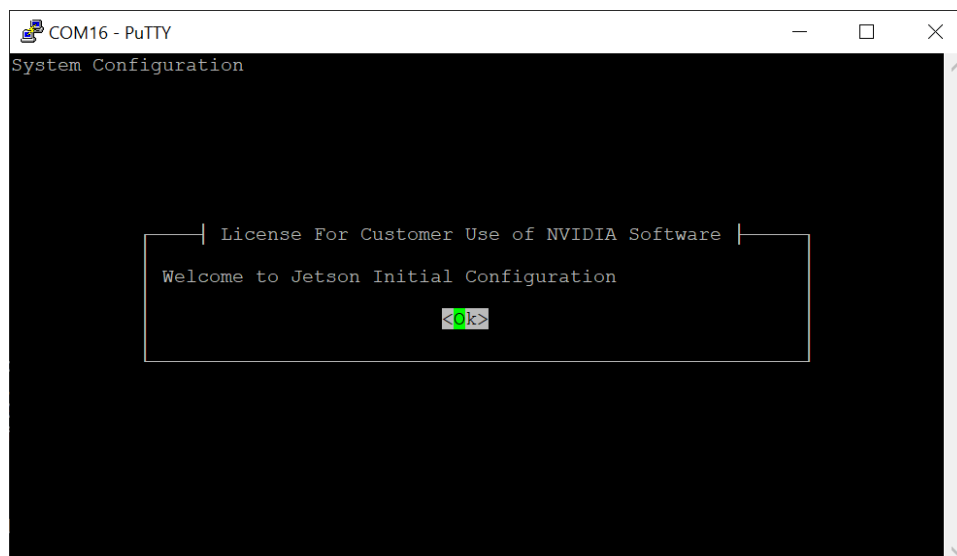 COM16 - PuTTY
System Configuration
License For Customer Use of NVIDIA Software
Welcome to Jetson Initial Configuration
<Ok>